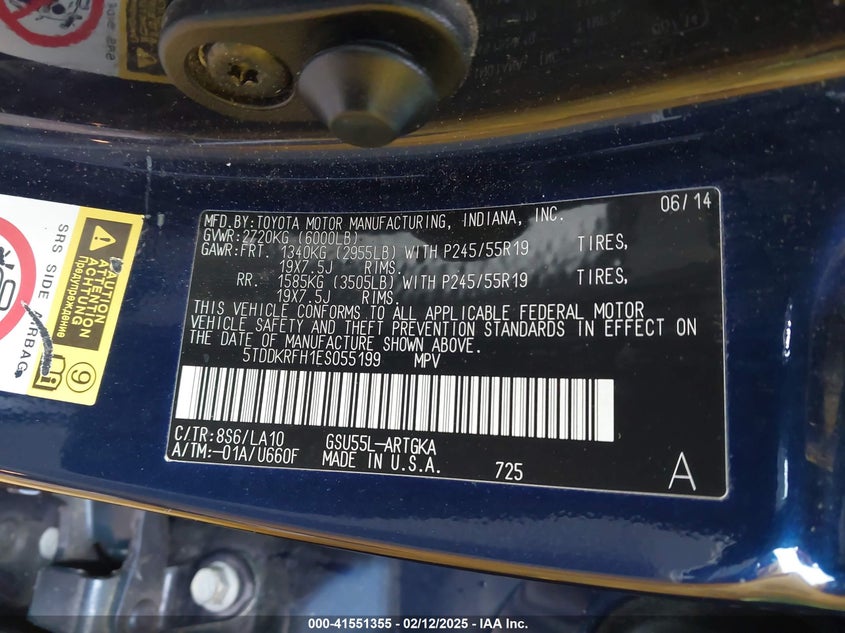 06/14
MFD.BY:TOYOTA MOTOR MANUFACTURING, INDIANA, INC.
GVWR:2720KG (6000LB)
GAWR:FRT. 1340KG (2955LB) WITH P245/55R19 TIRES,
19X7.5J RIMS.
RR. 1585KG (3505LB) WITH P245/55R19 TIRES,
19X7.5J RIMS.
THIS VEHICLE CONFORMS TO ALL APPLICABLE FEDERAL MOTOR
VEHICLE SAFETY AND THEFT PREVENTION STANDARDS IN EFFECT ON
THE DATE OF MANUFACTURE SHOWN ABOVE.
5TDDKRFH1ES055199 MPV
C/TR:8S6/LA10 GSU55L-ARTGKA
A/TM:-01A/U660F MADE IN U.S.A. 725 A
SRS SIDE AIRBAG
CAUTION
ATTENTION
ACHTUNG
Предупреждение
9
000-41551355 - 02/12/2025 - IAA Inc.